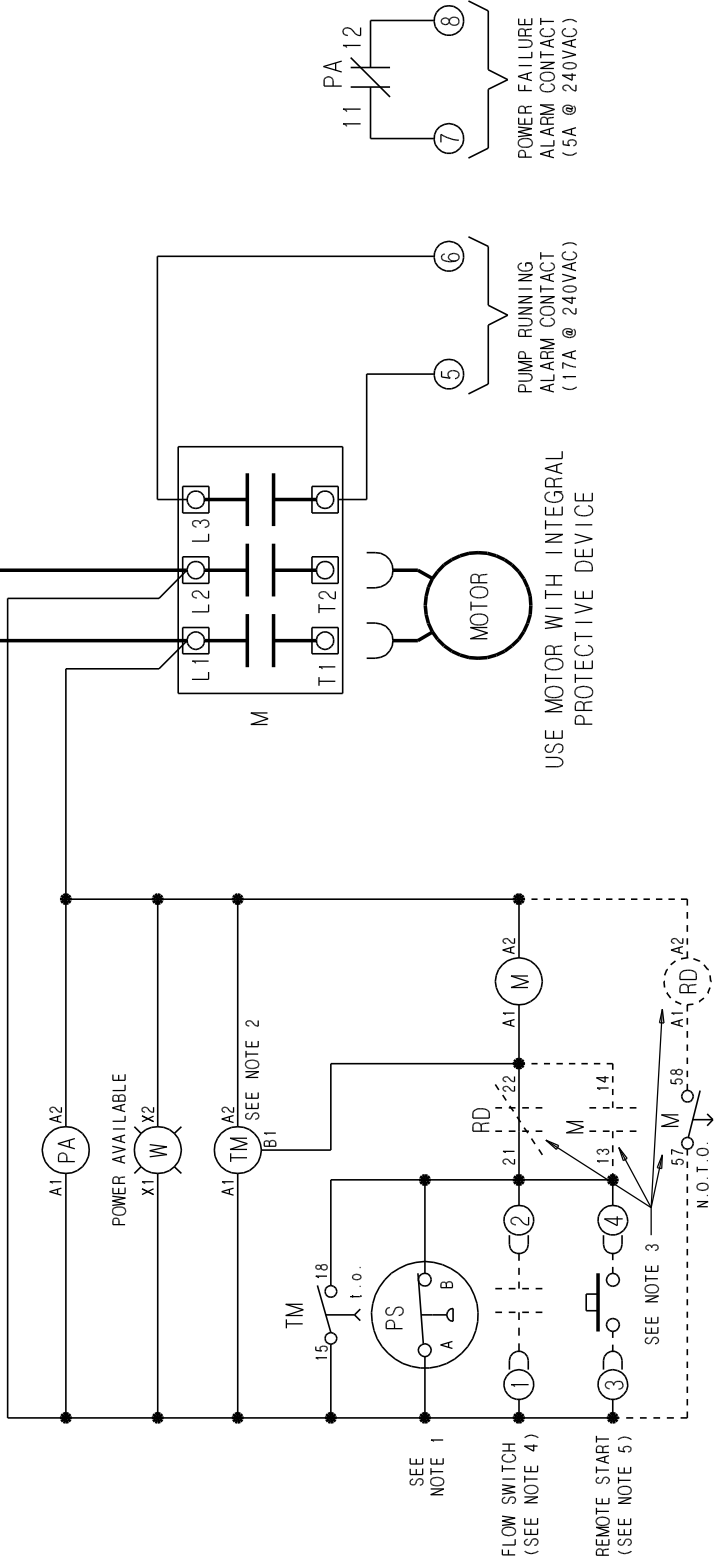 A1 PA A2
POWER AVAILABLE
X1 W X2
A1 TM A2
SEE NOTE 2
B1
TM
15 18
t.o.
PS
A B
SEE
NOTE 1
FLOW SWITCH
(SEE NOTE 4)
1 2
RD
21 22
A1 M A2
REMOTE START
(SEE NOTE 5)
3 4
M
13 14
SEE NOTE 3
M
57 58
N.O.T.O.
A1 RD A2
L1 L2 L3
M
T1 T2
MOTOR
USE MOTOR WITH INTEGRAL
PROTECTIVE DEVICE
5 6
PUMP RUNNING
ALARM CONTACT
(17A @ 240VAC)
PA
11 12
7 8
POWER FAILURE
ALARM CONTACT
(5A @ 240VAC)